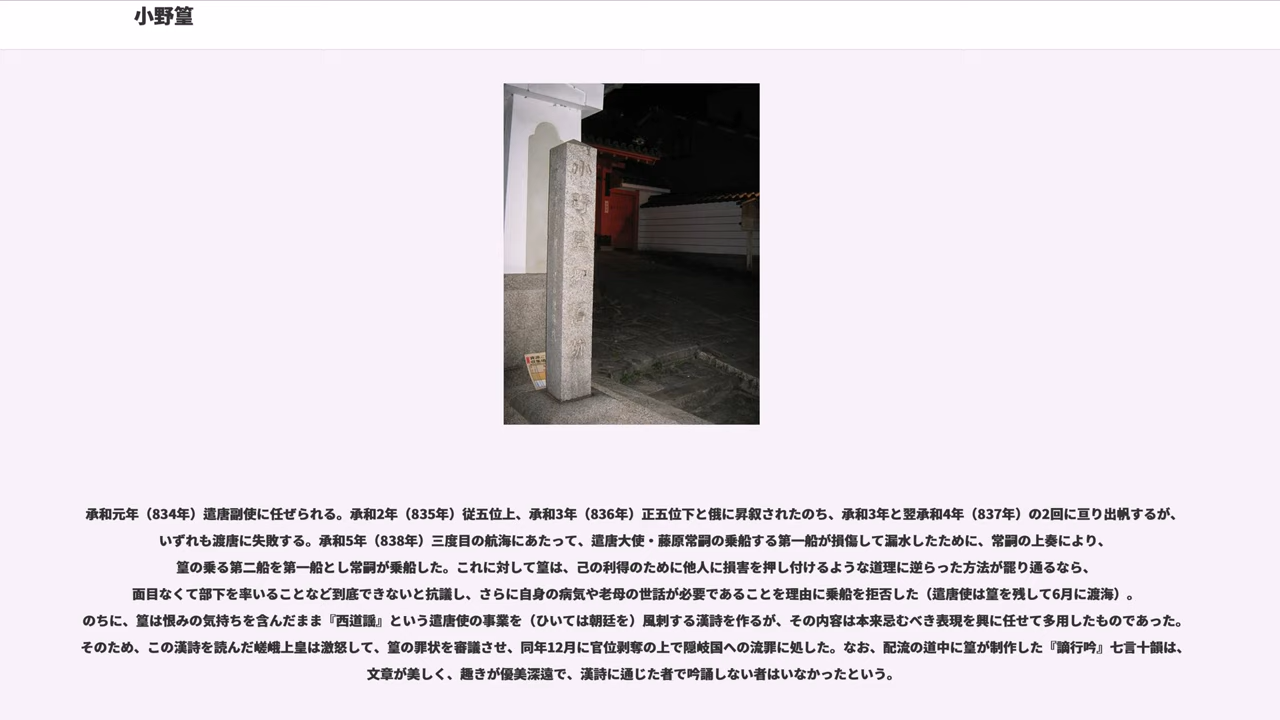 小野篁
承和元年（834年）遣唐副使に任ぜられる。承和2年（835年）従五位上、承和3年（836年）正五位下と俄に昇叙されたのち、承和3年と翌承和4年（837年）の2回に亘り出帆するが、
いずれも渡唐に失敗する。承和5年（838年）三度目の航海にあたって、遣唐大使・藤原常嗣の乗船する第一船が損傷して漏水したために、常嗣の上奏により、
篁の乗る第二船を第一船とし常嗣が乗船した。これに対して篁は、己の利得のために他人に損害を押し付けるような道理に逆らった方法が罷り通るなら、
面目なくて部下を率いることなど到底できないと抗議し、さらに自身の病気や老母の世話が必要であることを理由に乗船を拒否した（遣唐使は篁を残して6月に渡海）。
のちに、篁は恨みの気持ちを含んだまま『西道謡』という遣唐使の事業を（ひいては朝廷を）風刺する漢詩を作るが、その内容は本来忌むべき表現を興に任せて多用したものであった。
そのため、この漢詩を読んだ嵯峨上皇は激怒して、篁の罪状を審議させ、同年12月に官位剥奪の上で隠岐国への流罪に処した。なお、配流の道中に篁が制作した『謫行吟』七言十韻は、
文章が美しく、趣きが優美深遠で、漢詩に通じた者で吟誦しない者はいなかったという。